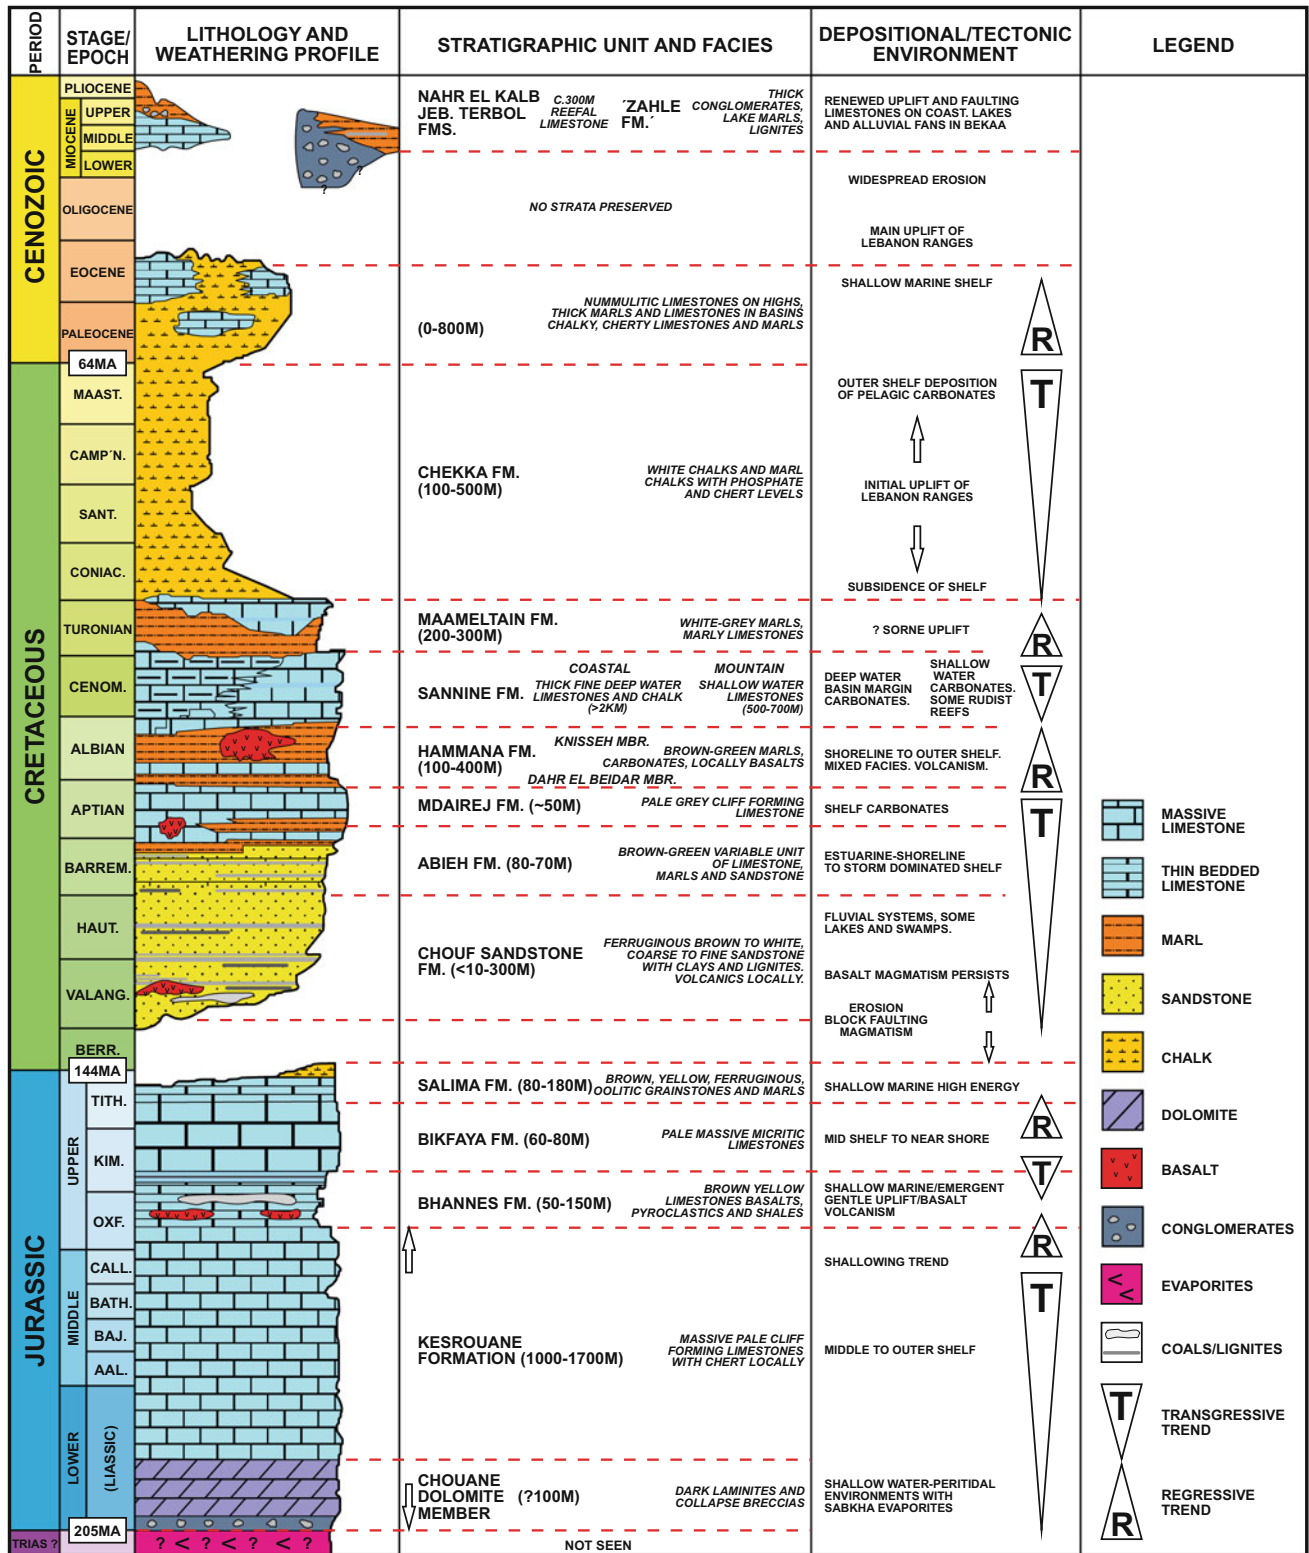 PERIOD
STAGE/
EPOCH
LITHOLOGY AND
WEATHERING PROFILE
STRATIGRAPHIC UNIT AND FACIES
DEPOSITIONAL/TECTONIC
ENVIRONMENT
LEGEND
CENOZOIC
PLIOCENE
MIOCENE
UPPER
MIDDLE
LOWER
OLIGOCENE
EOCENE
PALEOCENE
64MA
? ?
NAHR EL KALB
JEB. TERBOL
FMS.
C.300M
REEFAL
LIMESTONE
´ZAHLE
FM.´
THICK
CONGLOMERATES,
LAKE MARLS,
LIGNITES
RENEWED UPLIFT AND FAULTING
LIMESTONES ON COAST. LAKES
AND ALLUVIAL FANS IN BEKAA
NO STRATA PRESERVED
WIDESPREAD EROSION
MAIN UPLIFT OF
LEBANON RANGES
(0-800M)
NUMMULITIC LIMESTONES ON HIGHS,
THICK MARLS AND LIMESTONES IN BASINS
CHALKY, CHERTY LIMESTONES AND MARLS
SHALLOW MARINE SHELF
R
CRETACEOUS
MAAST.
CAMP´N.
SANT.
CONIAC.
TURONIAN
CENOM.
ALBIAN
APTIAN
BARREM.
HAUT.
VALANG.
BERR.
144MA
CHEKKA FM.
(100-500M)
WHITE CHALKS AND MARL
CHALKS WITH PHOSPHATE
AND CHERT LEVELS
OUTER SHELF DEPOSITION
OF PELAGIC CARBONATES
INITIAL UPLIFT OF
LEBANON RANGES
SUBSIDENCE OF SHELF
T
MAAMELTAIN FM.
(200-300M)
WHITE-GREY MARLS,
MARLY LIMESTONES
? SORNE UPLIFT
R
SANNINE FM.
COASTAL
THICK FINE DEEP WATER
LIMESTONES AND CHALK
(>2KM)
MOUNTAIN
SHALLOW WATER
LIMESTONES
(500-700M)
DEEP WATER
BASIN MARGIN
CARBONATES.
SHALLOW
WATER
CARBONATES.
SOME RUDIST
REEFS
T
HAMMANA FM.
(100-400M)
KNISSEH MBR.
BROWN-GREEN MARLS,
CARBONATES, LOCALLY BASALTS
DAHR EL BEIDAR MBR.
SHORELINE TO OUTER SHELF.
MIXED FACIES. VOLCANISM.
R
MDAIREJ FM. (~50M)
PALE GREY CLIFF FORMING
LIMESTONE
SHELF CARBONATES
T
ABIEH FM. (80-70M)
BROWN-GREEN VARIABLE UNIT
OF LIMESTONE,
MARLS AND SANDSTONE
ESTUARINE-SHORELINE
TO STORM DOMINATED SHELF
CHOUF SANDSTONE
FM. (<10-300M)
FERRUGINOUS BROWN TO WHITE,
COARSE TO FINE SANDSTONE
WITH CLAYS AND LIGNITES.
VOLCANICS LOCALLY.
FLUVIAL SYSTEMS, SOME
LAKES AND SWAMPS.
BASALT MAGMATISM PERSISTS
EROSION
BLOCK FAULTING
MAGMATISM
JURASSIC
UPPER
MIDDLE
LOWER
TITH.
KIM.
OXF.
CALL.
BATH.
BAJ.
AAL.
(LIASSIC)
205MA
SALIMA FM. (80-180M)
BROWN, YELLOW, FERRUGINOUS,
OOLITIC GRAINSTONES AND MARLS
SHALLOW MARINE HIGH ENERGY
BIKFAYA FM. (60-80M)
PALE MASSIVE MICRITIC
LIMESTONES
MID SHELF TO NEAR SHORE
R
BHANNES FM. (50-150M)
BROWN YELLOW
LIMESTONES BASALTS,
PYROCLASTICS AND SHALES
SHALLOW MARINE/EMERGENT
GENTLE UPLIFT/BASALT
VOLCANISM
T
R
SHALLOWING TREND
T
KESROUANE
FORMATION (1000-1700M)
MASSIVE PALE CLIFF
FORMING LIMESTONES
WITH CHERT LOCALLY
MIDDLE TO OUTER SHELF
CHOUANE
DOLOMITE (?100M)
MEMBER
DARK LAMINITES AND
COLLAPSE BRECCIAS
SHALLOW WATER-PERITIDAL
ENVIRONMENTS WITH
SABKHA EVAPORITES
TRIAS ?
? < ? < ? < ?
NOT SEEN
MASSIVE
LIMESTONE
THIN BEDDED
LIMESTONE
MARL
SANDSTONE
CHALK
DOLOMITE
BASALT
CONGLOMERATES
EVAPORITES
COALS/LIGNITES
T
TRANSGRESSIVE
TREND
R
REGRESSIVE
TREND